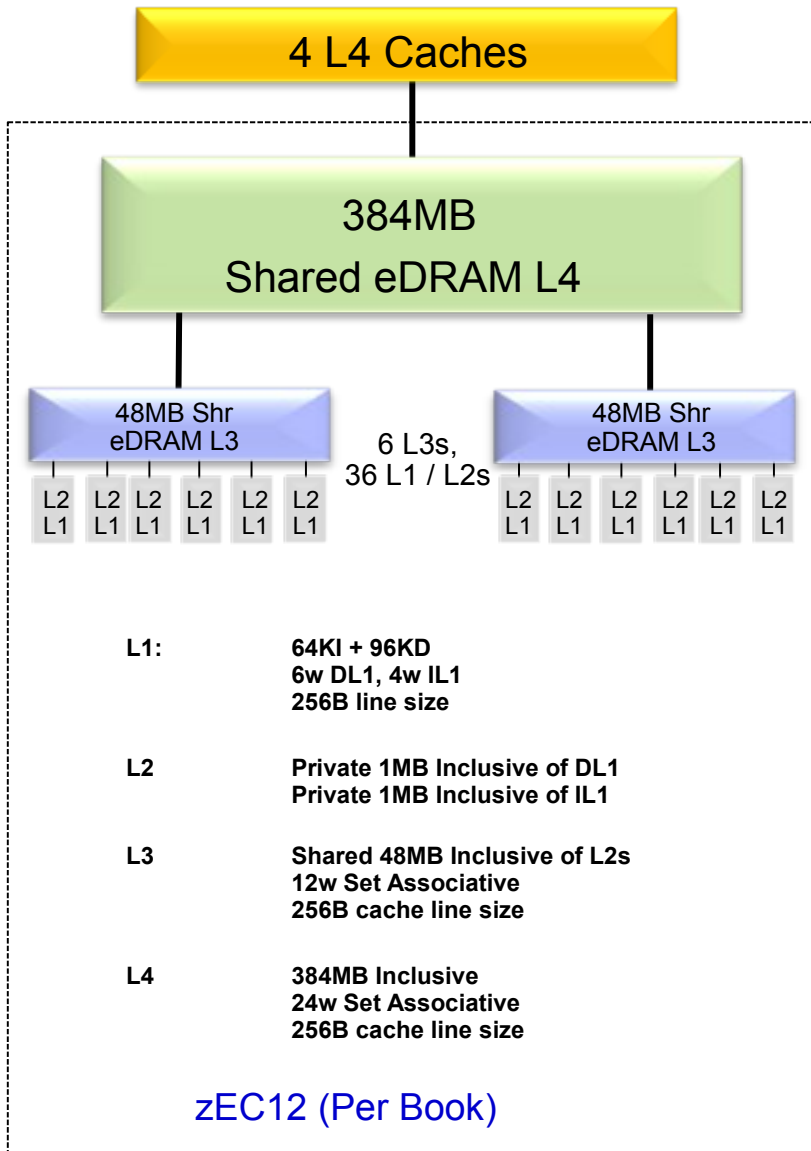 4 L4 Caches
384MB
Shared eDRAM L4
48MB Shr
eDRAM L3
48MB Shr
eDRAM L3
6 L3s,
36 L1 / L2s
L2 L2 L2 L2 L2 L2
L1 L1 L1 L1 L1 L1
L2 L2 L2 L2 L2 L2
L1 L1 L1 L1 L1 L1
L1: 64KI + 96KD
6w DL1, 4w IL1
256B line size
L2 Private 1MB Inclusive of DL1
Private 1MB Inclusive of IL1
L3 Shared 48MB Inclusive of L2s
12w Set Associative
256B cache line size
L4 384MB Inclusive
24w Set Associative
256B cache line size
zEC12 (Per Book)